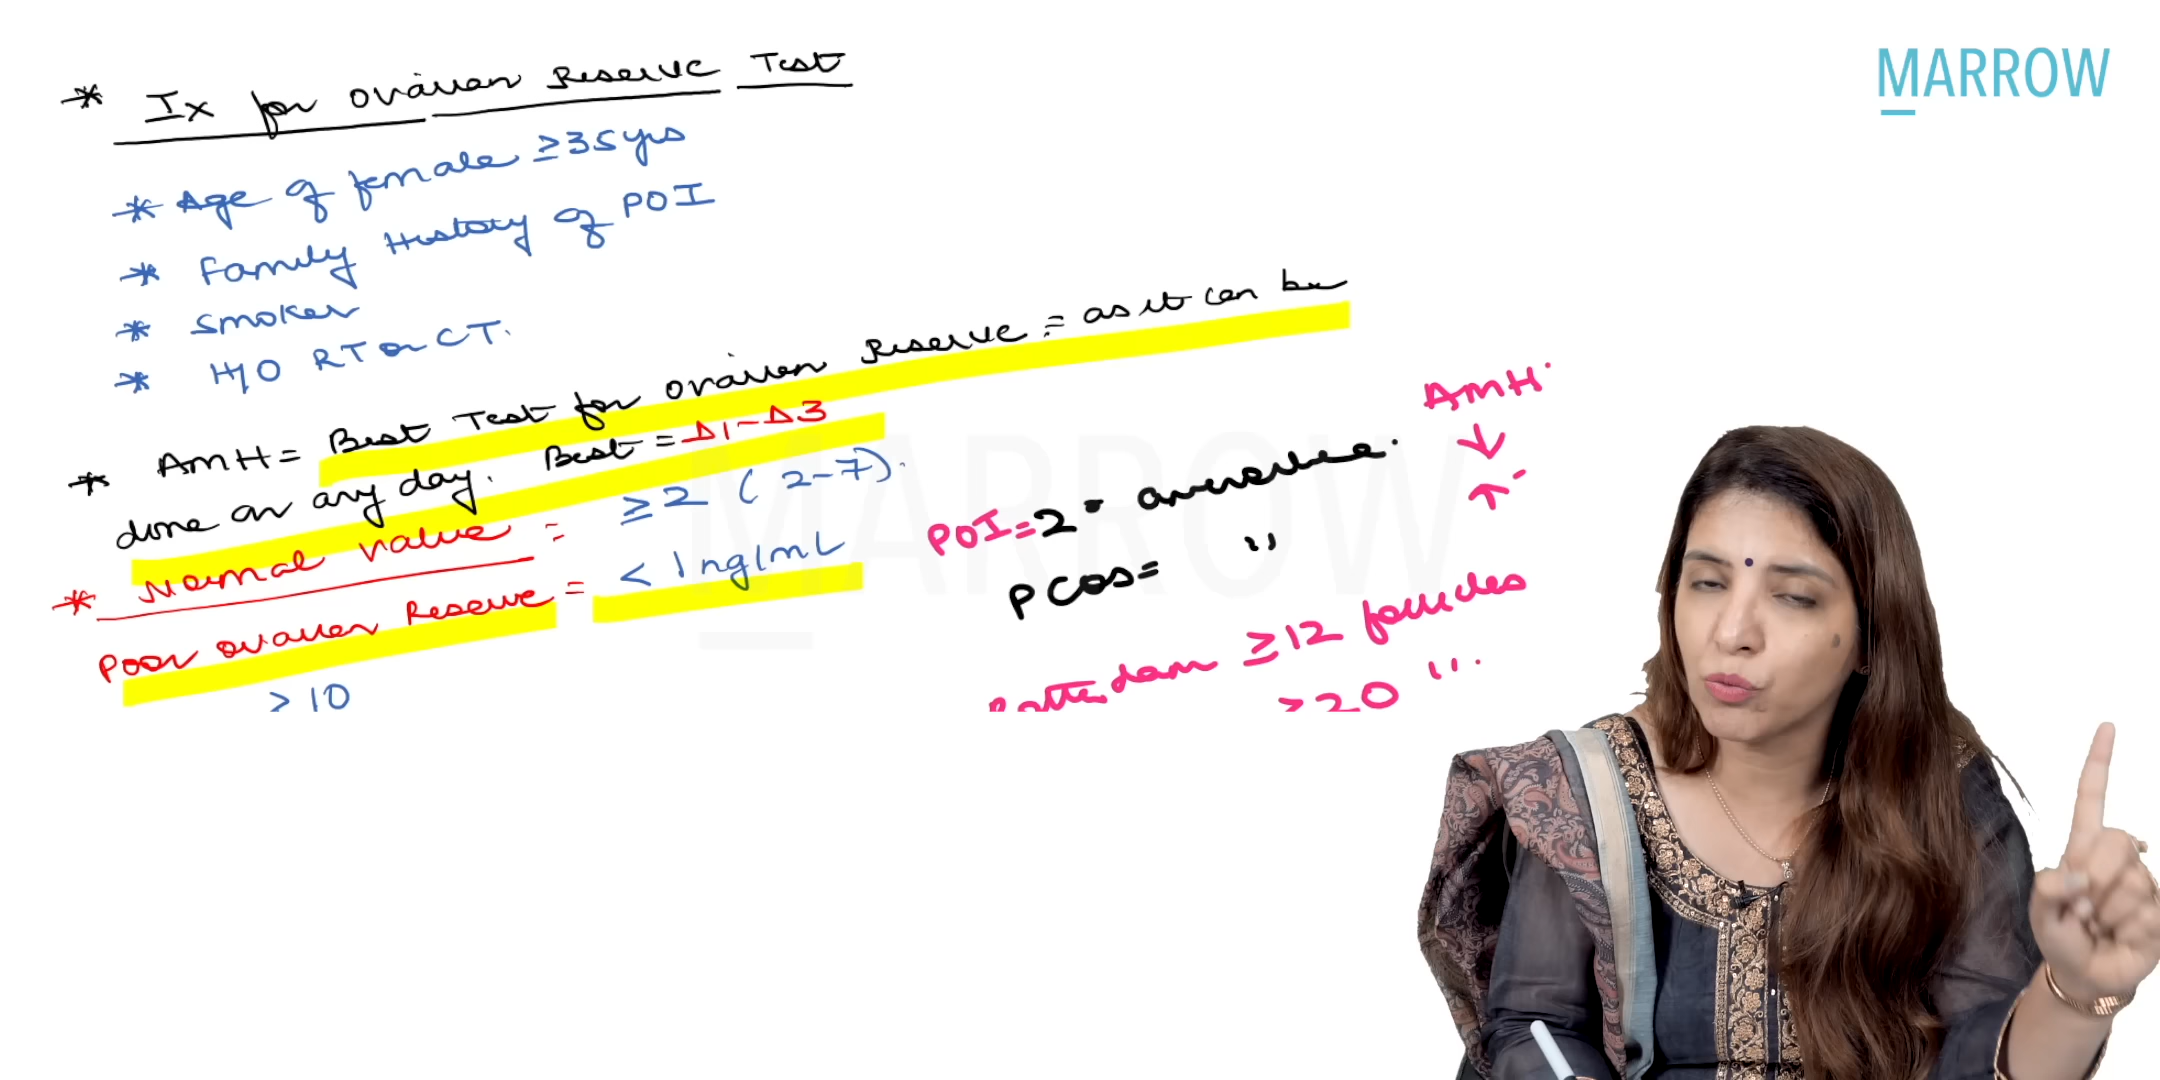 MARROW
* Ix for Ovarian Reserve Test
* Age of female ≥35yrs
* Family History of POI
* Smoker
* H/O RT or CT.
* AMH = Best Test for Ovarian Reserve = as it can be
done on any day. Best = D1-D3
* Normal Value = ≥2 (2-7).
Poor Ovarian Reserve = < 1ng/mL
>10
AMH.
↓
↑
POI = 2° amenorrhea.
PCOS = "
Rotterdam ≥12 follicles
≥20 "
MARROW